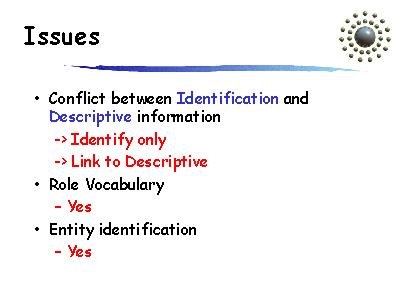 Issues
• Conflict between Identification and
Descriptive information
-> Identify only
-> Link to Descriptive
• Role Vocabulary
– Yes
• Entity identification
– Yes